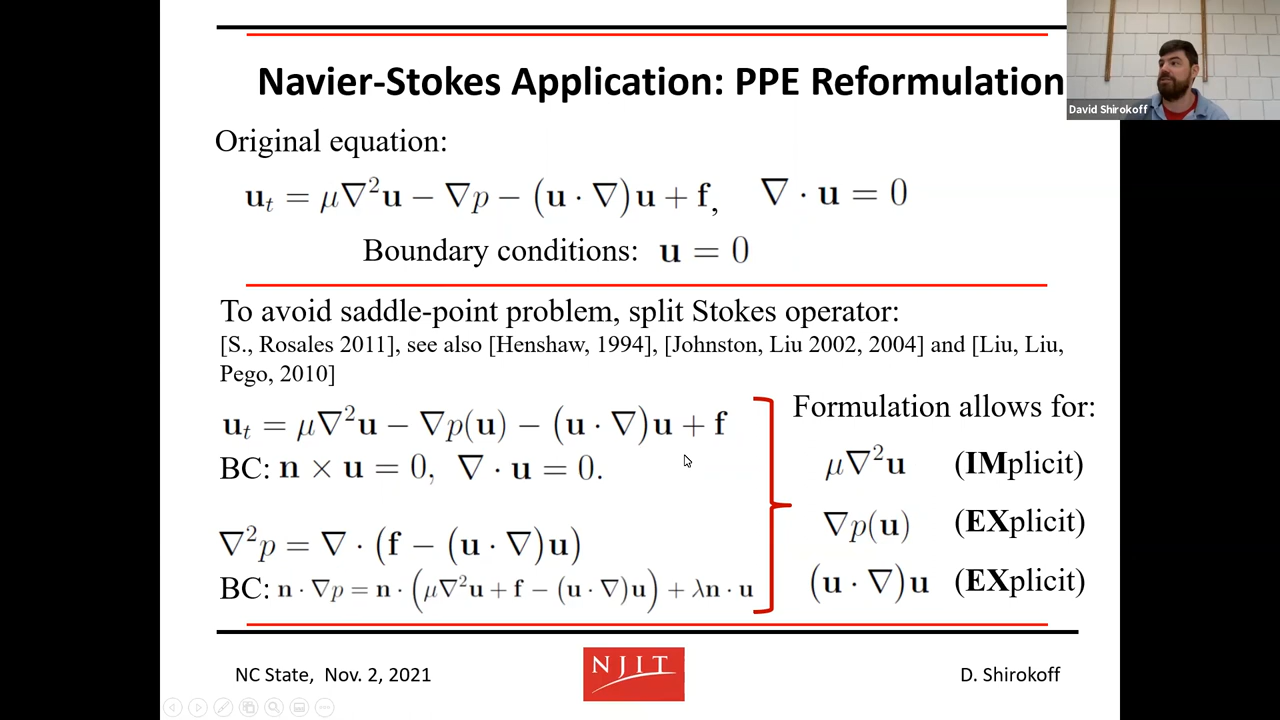 Navier-Stokes Application: PPE Reformulation
David Shirokoff
Original equation:
𝐮ₜ = μ∇²𝐮 − ∇p − (𝐮 · ∇)𝐮 + 𝐟, ∇ · 𝐮 = 0
Boundary conditions: 𝐮 = 0
To avoid saddle-point problem, split Stokes operator:
[S., Rosales 2011], see also [Henshaw, 1994], [Johnston, Liu 2002, 2004] and [Liu, Liu,
Pego, 2010]
𝐮ₜ = μ∇²𝐮 − ∇p(𝐮) − (𝐮 · ∇)𝐮 + 𝐟
BC: 𝐧 × 𝐮 = 0, ∇ · 𝐮 = 0.
∇²p = ∇ · (𝐟 − (𝐮 · ∇)𝐮)
BC: 𝐧 · ∇p = 𝐧 · (μ∇²𝐮 + 𝐟 − (𝐮 · ∇)𝐮) + λ𝐧 · 𝐮
Formulation allows for:
μ∇²𝐮 (IMplicit)
∇p(𝐮) (EXplicit)
(𝐮 · ∇)𝐮 (EXplicit)
NC State, Nov. 2, 2021
NJIT
D. Shirokoff